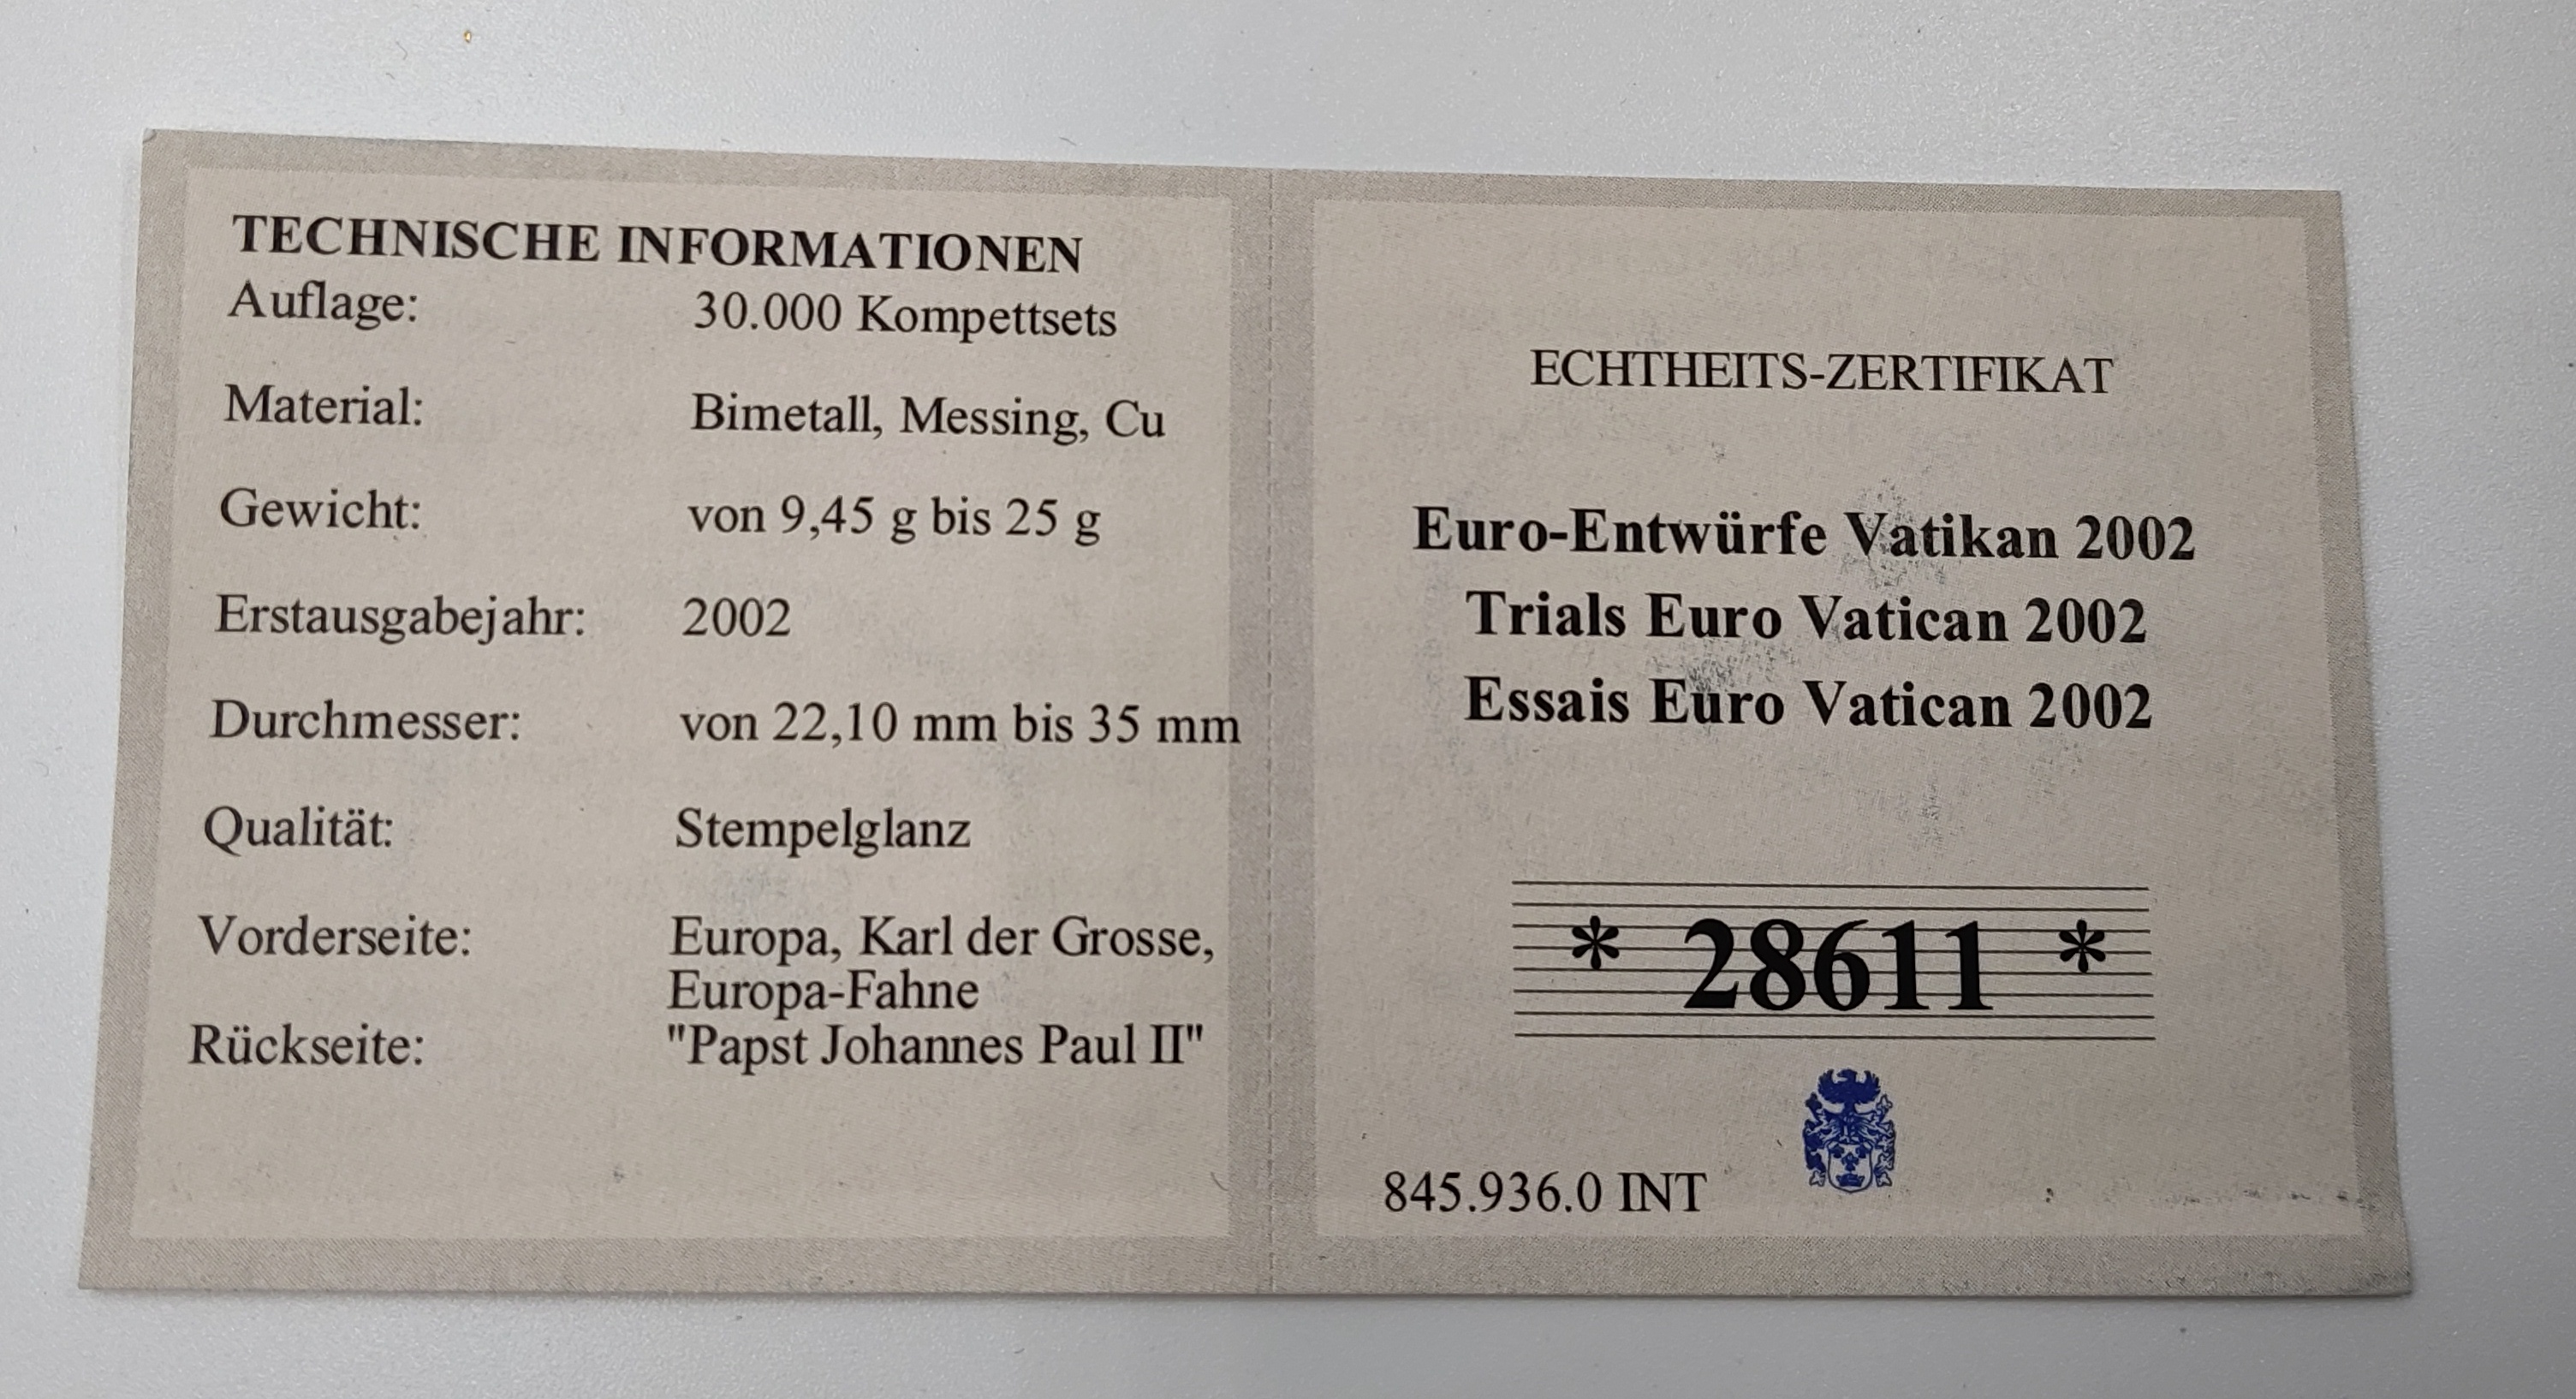 TECHNISCHE INFORMATIONEN
Auflage: 30.000 Kompettsets
Material: Bimetall, Messing, Cu
Gewicht: von 9,45 g bis 25 g
Erstausgabejahr: 2002
Durchmesser: von 22,10 mm bis 35 mm
Qualität: Stempelglanz
Vorderseite: Europa, Karl der Grosse,
Europa-Fahne
Rückseite: "Papst Johannes Paul II"
ECHTHEITS-ZERTIFIKAT
Euro-Entwürfe Vatikan 2002
Trials Euro Vatican 2002
Essais Euro Vatican 2002
* 28611 *
845.936.0 INT